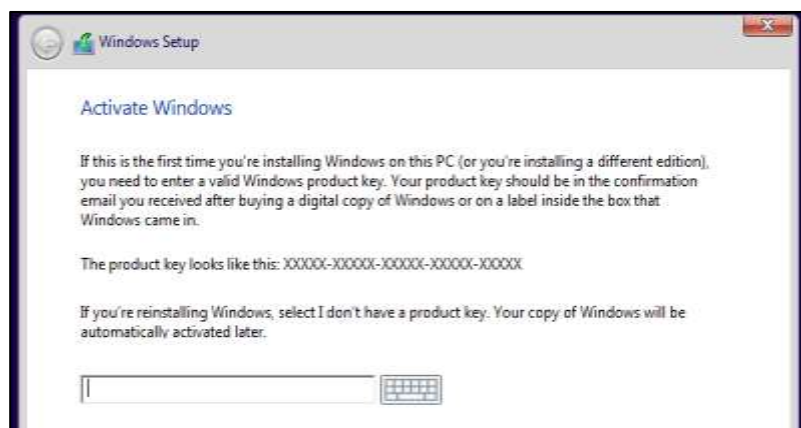 Windows Setup
Activate Windows
If this is the first time you're installing Windows on this PC (or you're installing a different edition),
you need to enter a valid Windows product key. Your product key should be in the confirmation
email you received after buying a digital copy of Windows or on a label inside the box that
Windows came in.
The product key looks like this: XXXXX-XXXXX-XXXXX-XXXXX-XXXXX
If you're reinstalling Windows, select I don't have a product key. Your copy of Windows will be
automatically activated later.